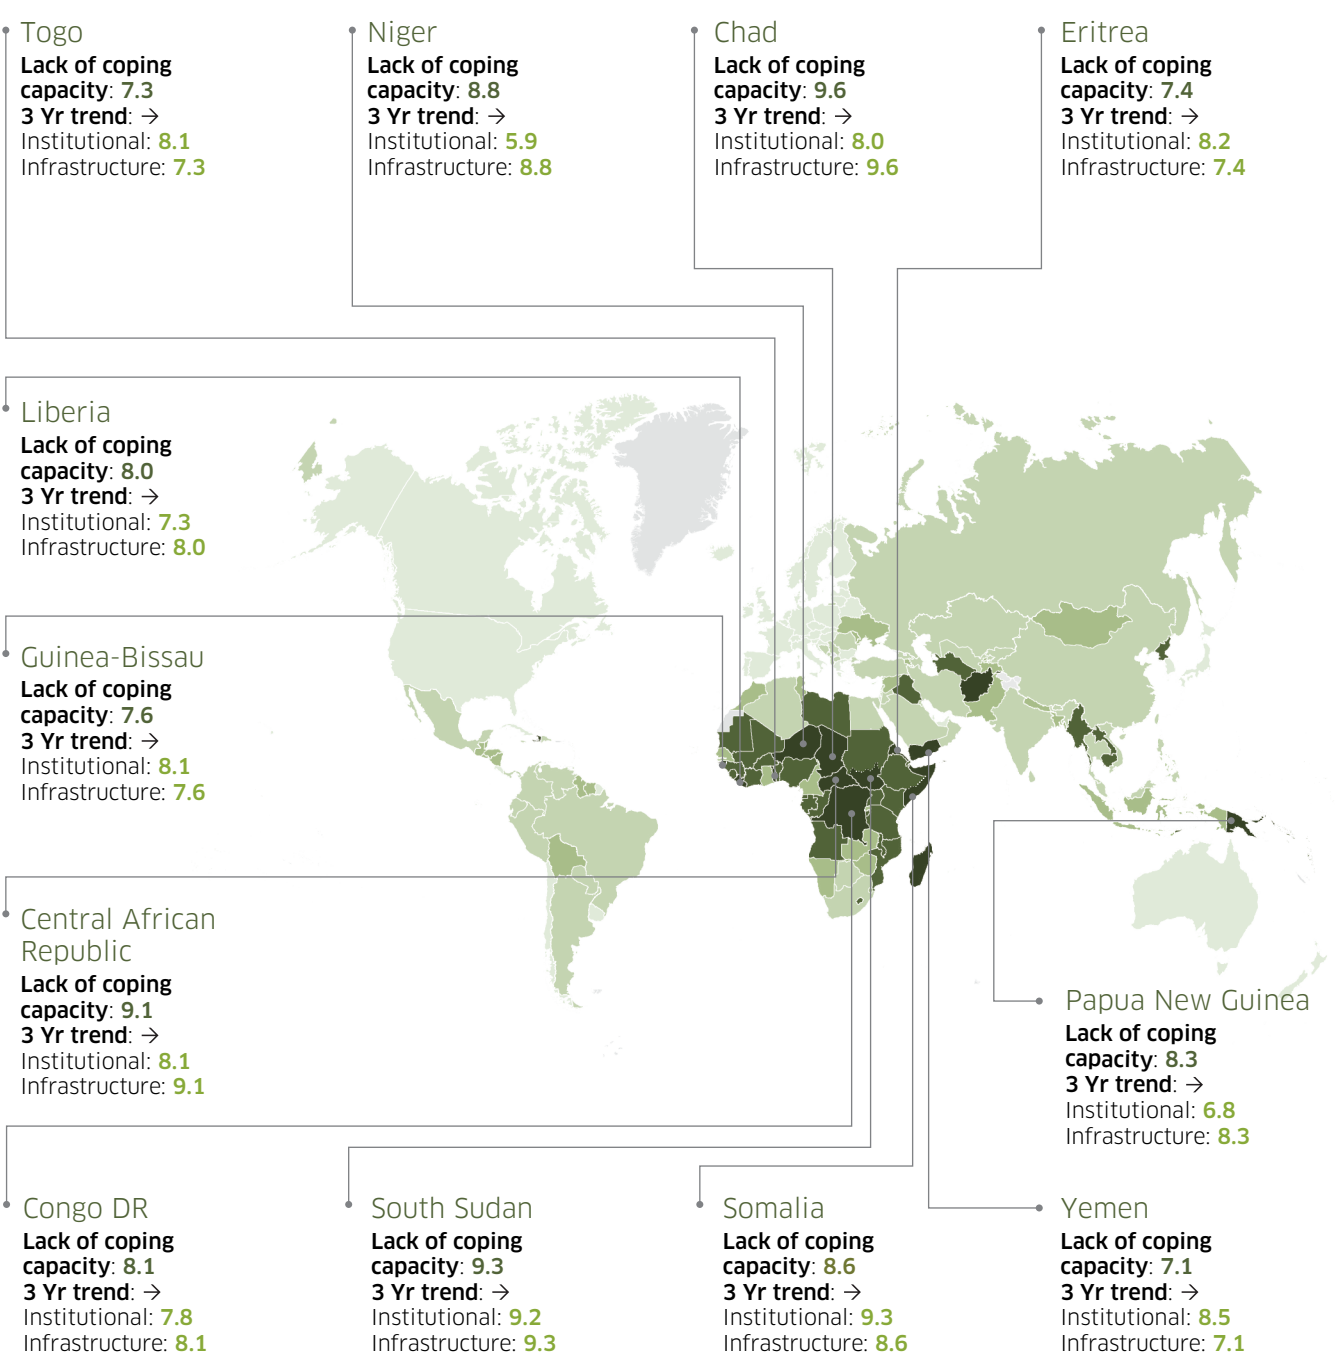 Togo
Lack of coping
capacity: 7.3
3 Yr trend: →
Institutional: 8.1
Infrastructure: 7.3
Niger
Lack of coping
capacity: 8.8
3 Yr trend: →
Institutional: 5.9
Infrastructure: 8.8
Chad
Lack of coping
capacity: 9.6
3 Yr trend: →
Institutional: 8.0
Infrastructure: 9.6
Eritrea
Lack of coping
capacity: 7.4
3 Yr trend: →
Institutional: 8.2
Infrastructure: 7.4
Liberia
Lack of coping
capacity: 8.0
3 Yr trend: →
Institutional: 7.3
Infrastructure: 8.0
Guinea-Bissau
Lack of coping
capacity: 7.6
3 Yr trend: →
Institutional: 8.1
Infrastructure: 7.6
Central African
Republic
Lack of coping
capacity: 9.1
3 Yr trend: →
Institutional: 8.1
Infrastructure: 9.1
Papua New Guinea
Lack of coping
capacity: 8.3
3 Yr trend: →
Institutional: 6.8
Infrastructure: 8.3
Congo DR
Lack of coping
capacity: 8.1
3 Yr trend: →
Institutional: 7.8
Infrastructure: 8.1
South Sudan
Lack of coping
capacity: 9.3
3 Yr trend: →
Institutional: 9.2
Infrastructure: 9.3
Somalia
Lack of coping
capacity: 8.6
3 Yr trend: →
Institutional: 9.3
Infrastructure: 8.6
Yemen
Lack of coping
capacity: 7.1
3 Yr trend: →
Institutional: 8.5
Infrastructure: 7.1